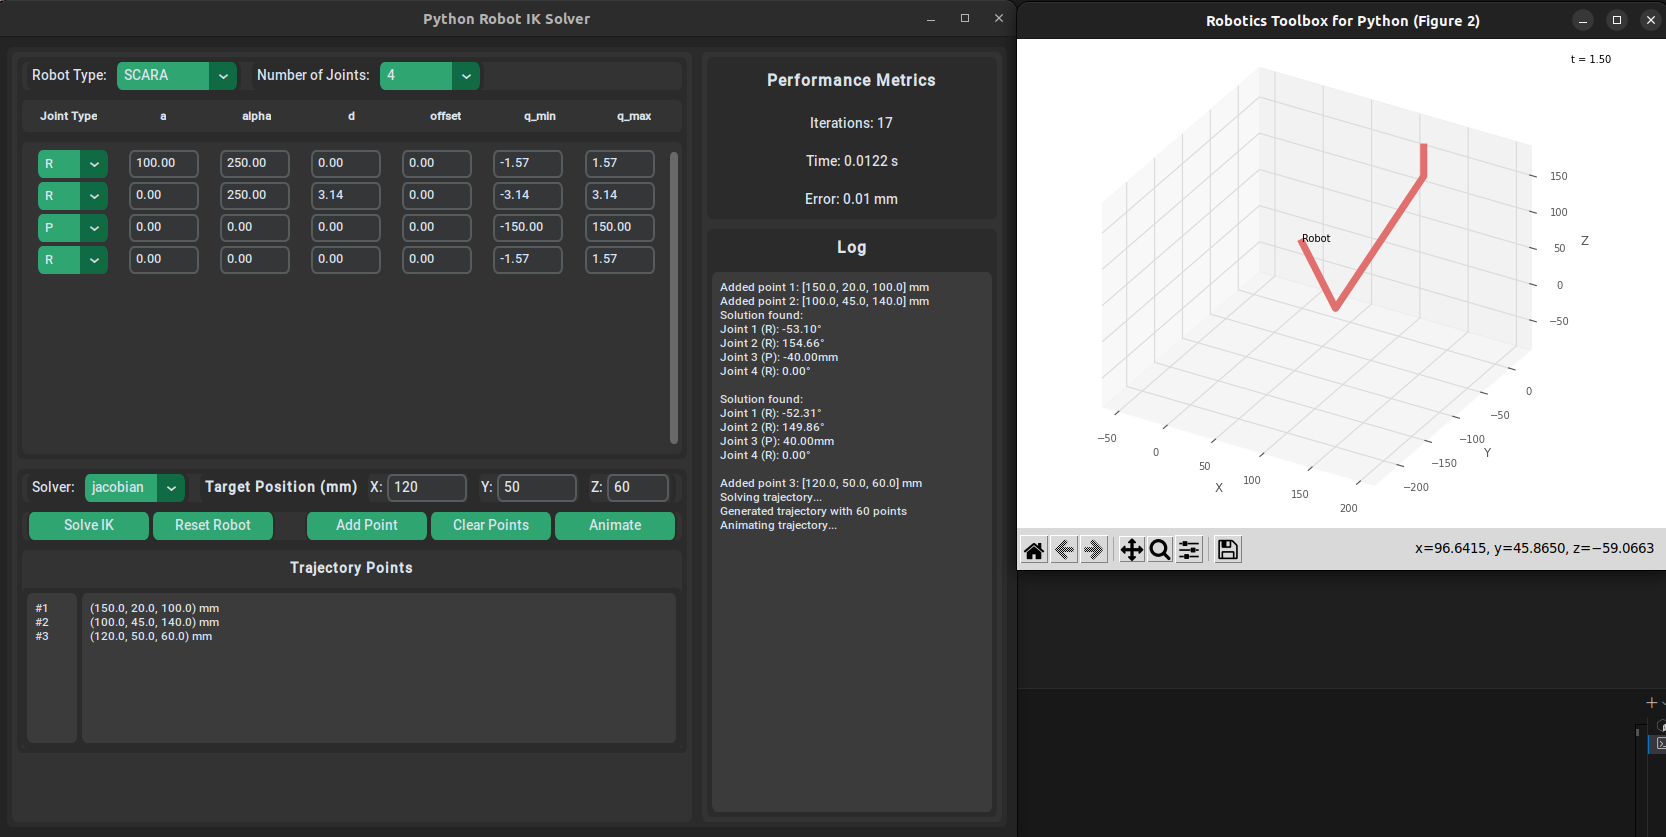 Python Robot IK Solver
Robot Type: SCARA Number of Joints: 4
Joint Type a alpha d offset q_min q_max
R 100.00 250.00 0.00 0.00 -1.57 1.57
R 0.00 250.00 3.14 0.00 -3.14 3.14
P 0.00 0.00 0.00 0.00 -150.00 150.00
R 0.00 0.00 0.00 0.00 -1.57 1.57
Solver: jacobian Target Position (mm) X: 120 Y: 50 Z: 60
Solve IK Reset Robot Add Point Clear Points Animate
Trajectory Points
#1 (150.0, 20.0, 100.0) mm
#2 (100.0, 45.0, 140.0) mm
#3 (120.0, 50.0, 60.0) mm
Performance Metrics
Iterations: 17
Time: 0.0122 s
Error: 0.01 mm
Log
Added point 1: [150.0, 20.0, 100.0] mm
Added point 2: [100.0, 45.0, 140.0] mm
Solution found:
Joint 1 (R): -53.10°
Joint 2 (R): 154.66°
Joint 3 (P): -40.00mm
Joint 4 (R): 0.00°
Solution found:
Joint 1 (R): -52.31°
Joint 2 (R): 149.86°
Joint 3 (P): 40.00mm
Joint 4 (R): 0.00°
Added point 3: [120.0, 50.0, 60.0] mm
Solving trajectory...
Generated trajectory with 60 points
Animating trajectory...
Robotics Toolbox for Python (Figure 2)
t = 1.50
Robot
150
100
50
0
−50
Z
0
−50
−100
−150
−200
Y
−50
0
50
100
150
200
X
x=96.6415, y=45.8650, z=−59.0663